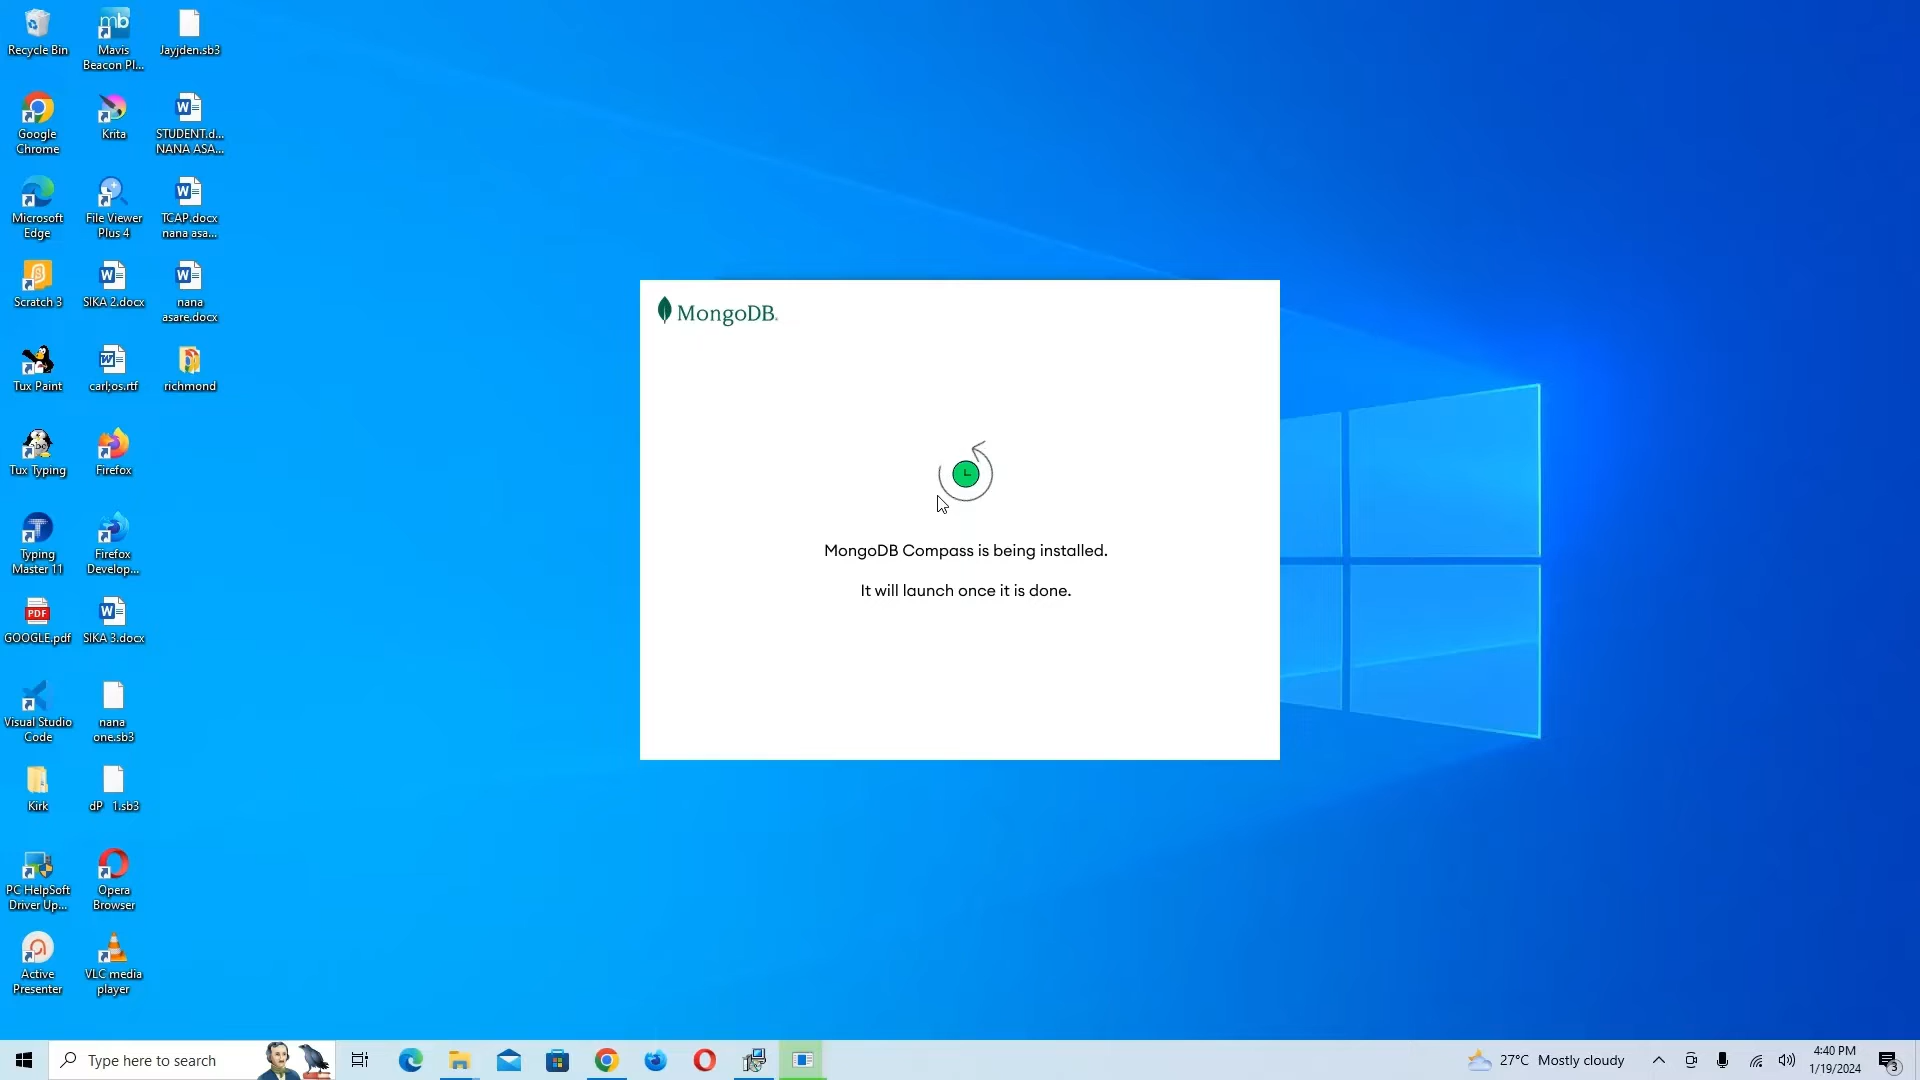 Recycle Bin
Mavis
Beacon Pl...
Jayjden.sb3
Google
Chrome
Krita
STUDENT.d...
NANA ASA...
Microsoft
Edge
File Viewer
Plus 4
TCAP.docx
nana asa...
Scratch 3
SIKA 2.docx
nana
asare.docx
Tux Paint
carl;os.rtf
richmond
Tux Typing
Firefox
Typing
Master 11
Firefox
Develop...
PDF
GOOGLE.pdf
SIKA 3.docx
Visual Studio
Code
nana
one.sb3
Kirk
dP 1.sb3
PC HelpSoft
Driver Up...
Opera
Browser
Active
Presenter
VLC media
player
mb
MongoDB.
MongoDB Compass is being installed.
It will launch once it is done.
Type here to search
27°C Mostly cloudy
4:40 PM
1/19/2024
3